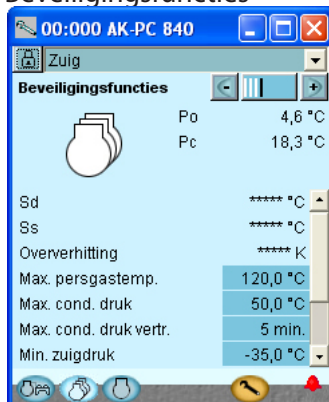 Beveiligingsfuncties
00:000 AK-PC 840
Zuig
Beveiligingsfuncties
Po 4,6 °C
Pc 18,3 °C
Sd ***** °C
Ss ***** °C
Oververhitting ***** K
Max. persgastemp. 120,0 °C
Max. cond. druk 50,0 °C
Max. cond. druk vertr. 5 min.
Min. zuigdruk -35,0 °C